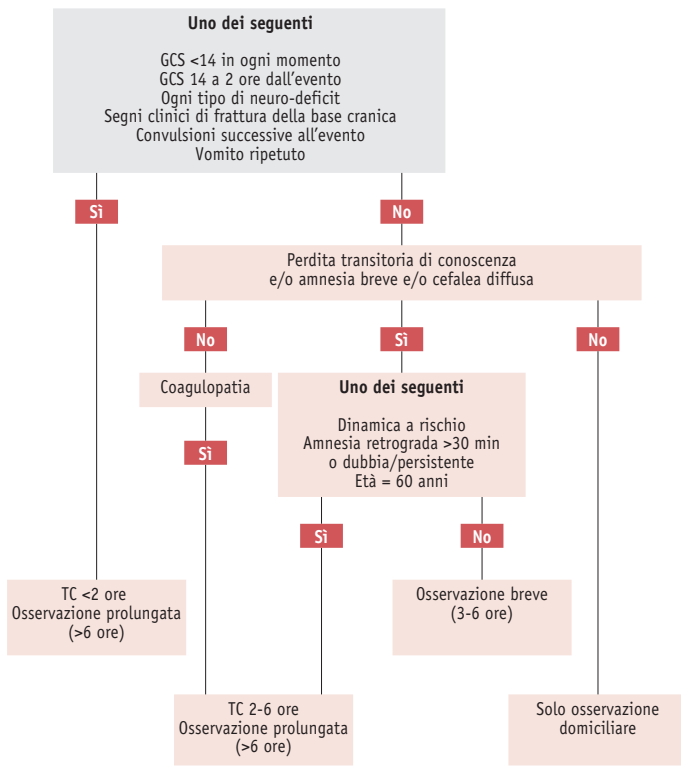 Uno dei seguenti
GCS <14 in ogni momento
GCS 14 a 2 ore dall'evento
Ogni tipo di neuro-deficit
Segni clinici di frattura della base cranica
Convulsioni successive all'evento
Vomito ripetuto
Sì
No
Perdita transitoria di conoscenza
e/o amnesia breve e/o cefalea diffusa
No
Sì
No
Coagulopatia
Uno dei seguenti
Dinamica a rischio
Amnesia retrograda >30 min
o dubbia/persistente
Età = 60 anni
Sì
Sì
No
TC <2 ore
Osservazione prolungata
(>6 ore)
Osservazione breve
(3-6 ore)
TC 2-6 ore
Osservazione prolungata
(>6 ore)
Solo osservazione
domiciliare